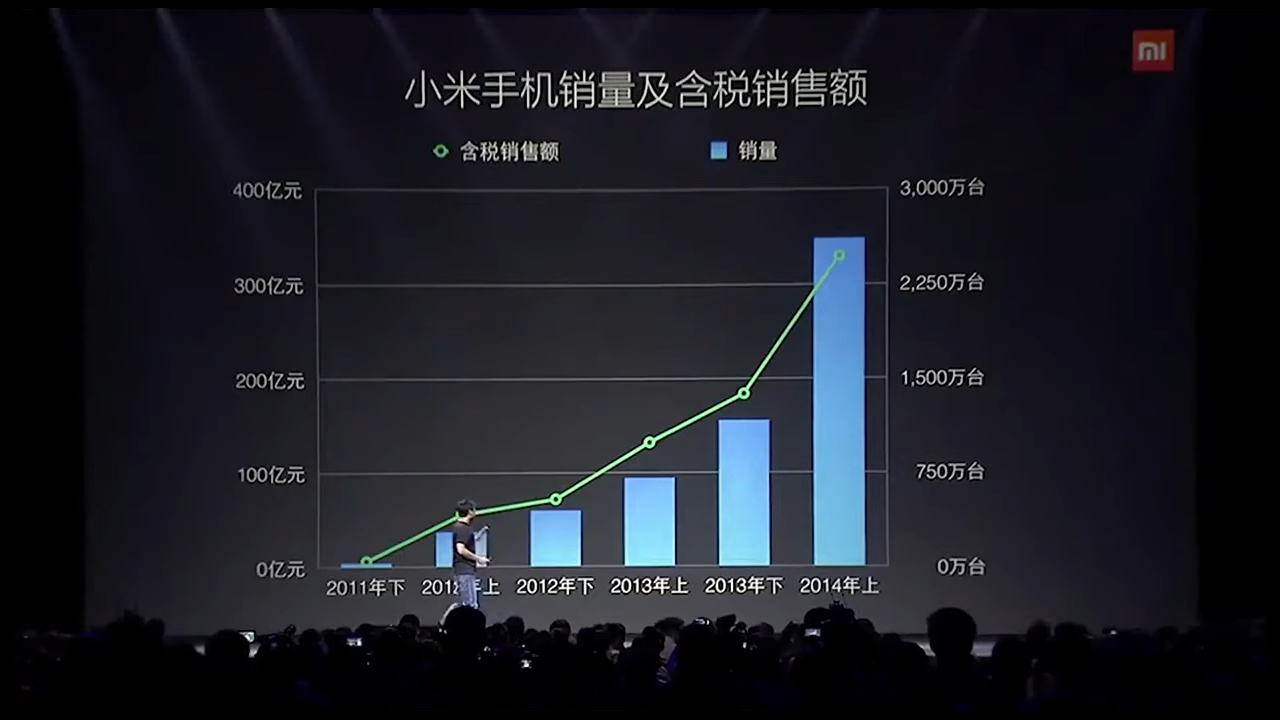 mi
小米手机销量及含税销售额
含税销售额
销量
400亿元
3,000万台
300亿元
2,250万台
200亿元
1,500万台
100亿元
750万台
0亿元
0万台
2011年下
2012年下
2013年上
2013年下
2014年上